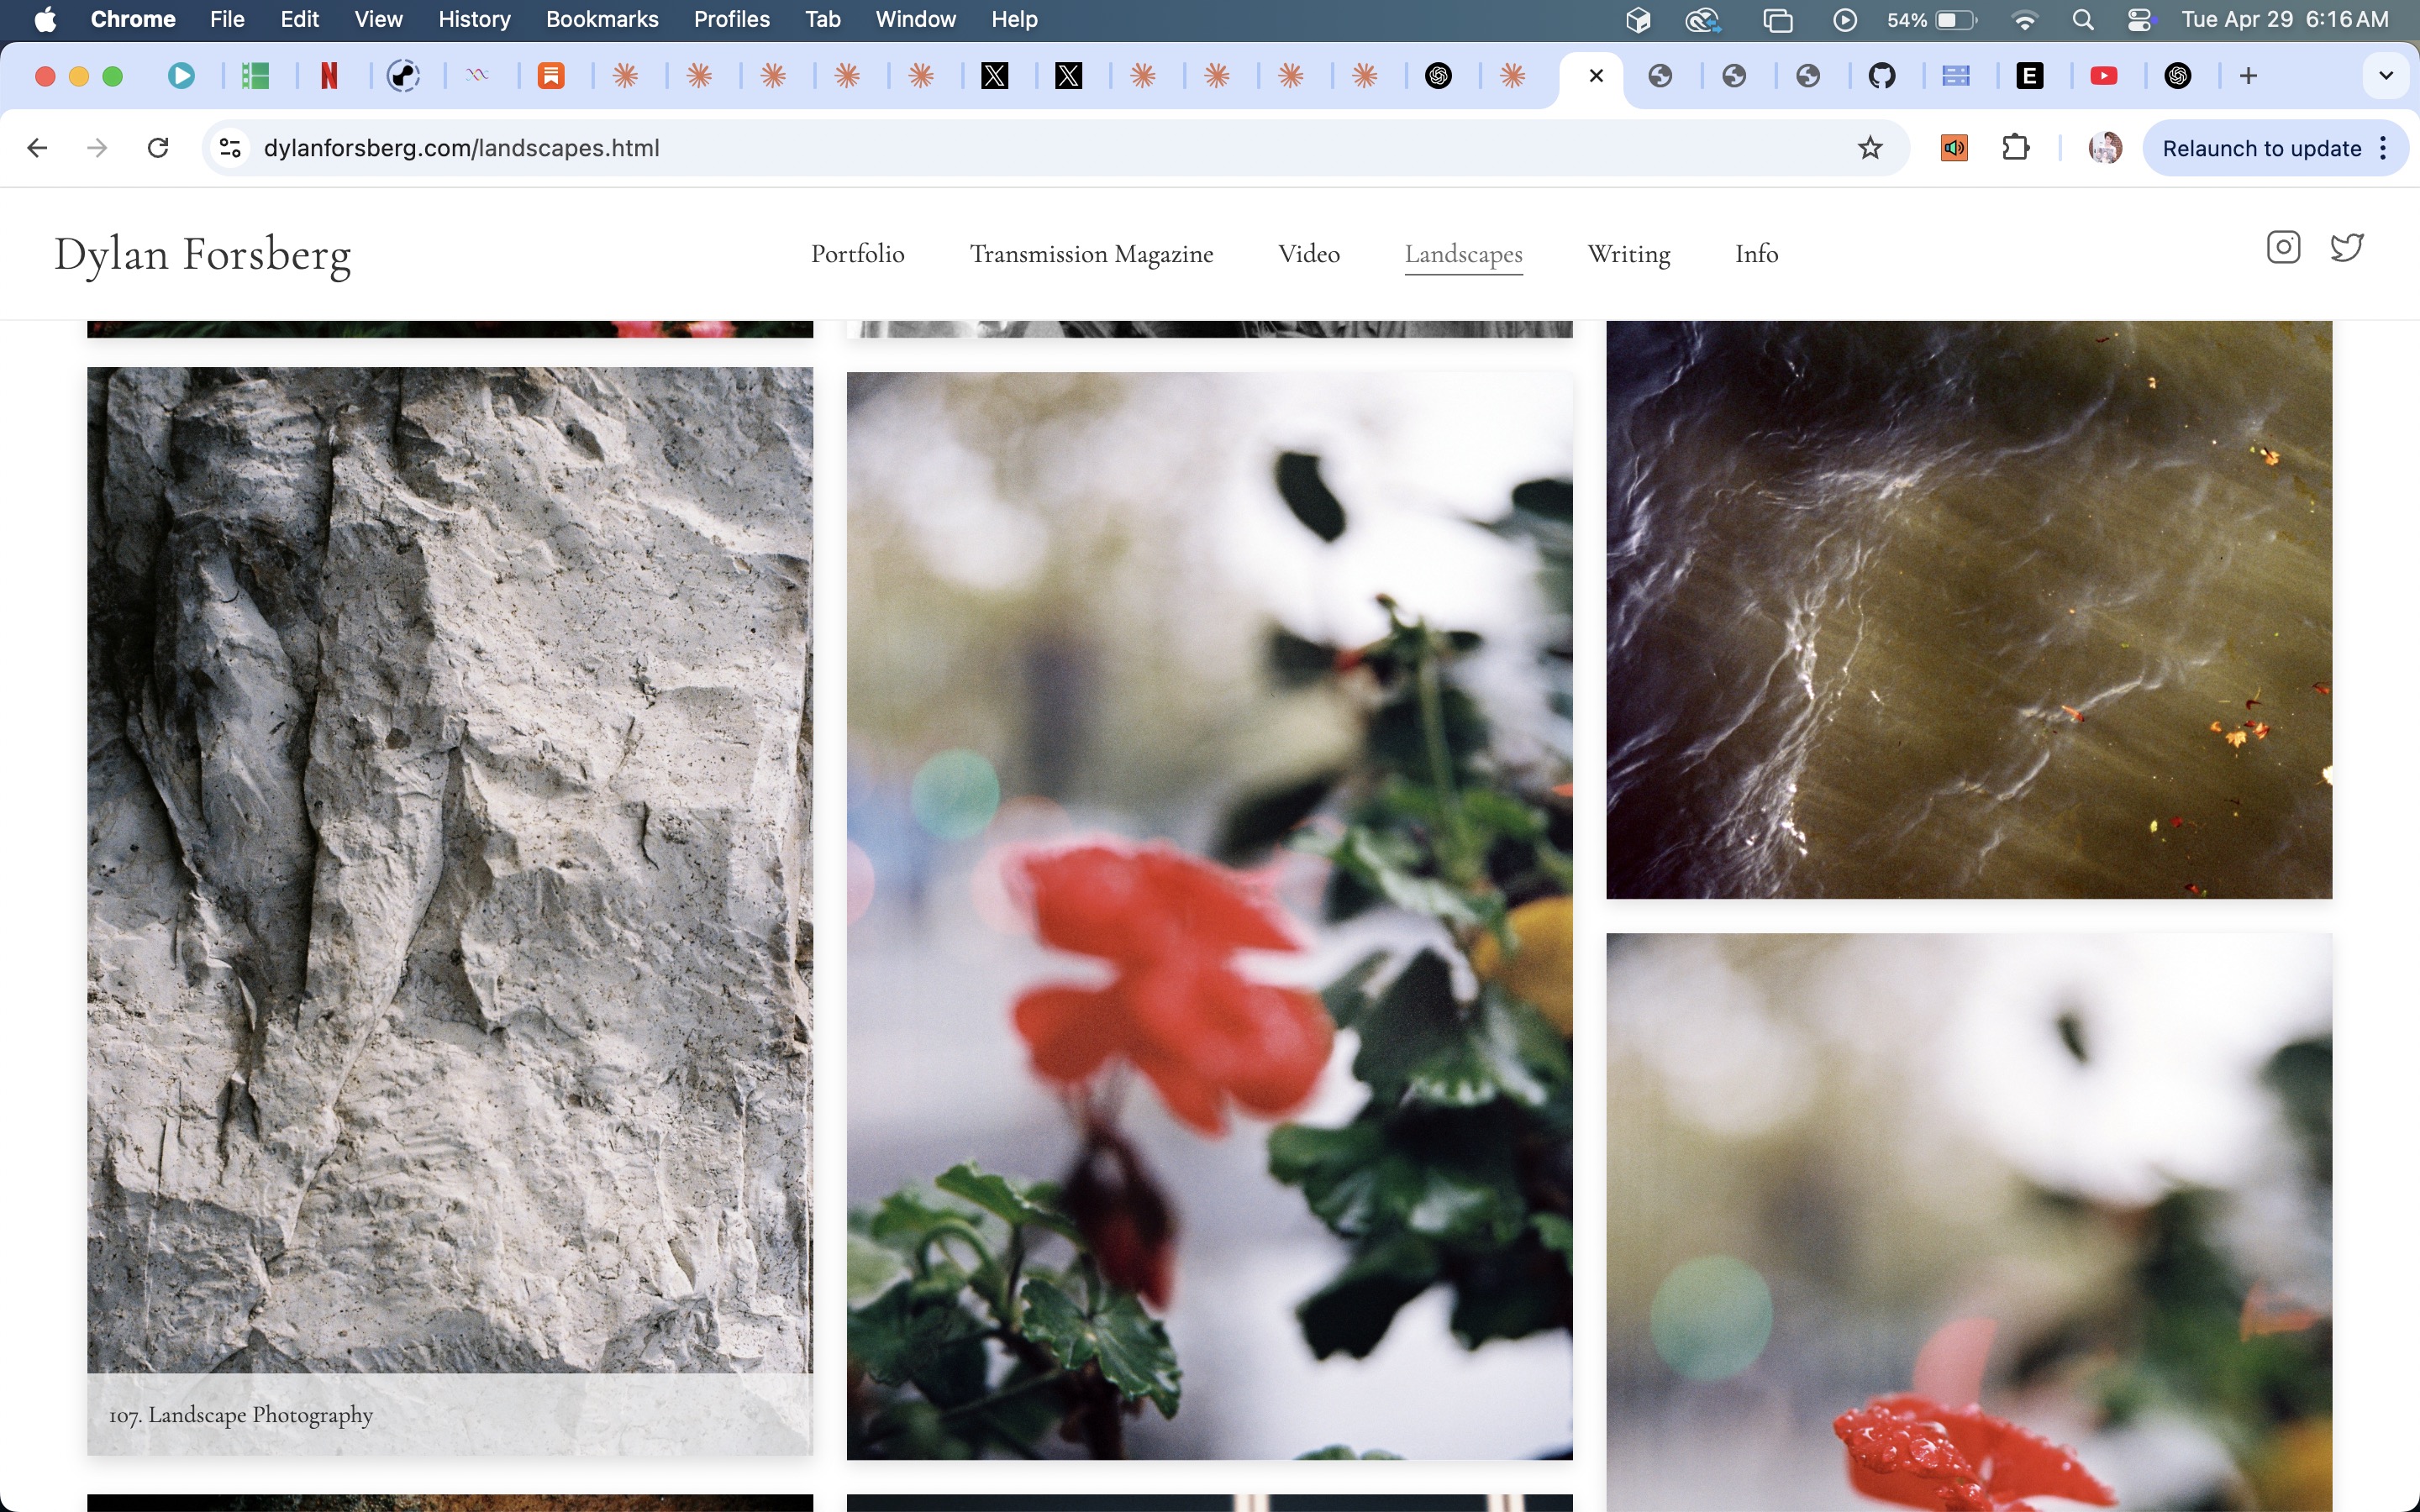 Chrome File Edit View History Bookmarks Profiles Tab Window Help 54% Tue Apr 29 6:16 AM
N X X E
dylanforsberg.com/landscapes.html Relaunch to update
Dylan Forsberg Portfolio Transmission Magazine Video Landscapes Writing Info
107. Landscape Photography